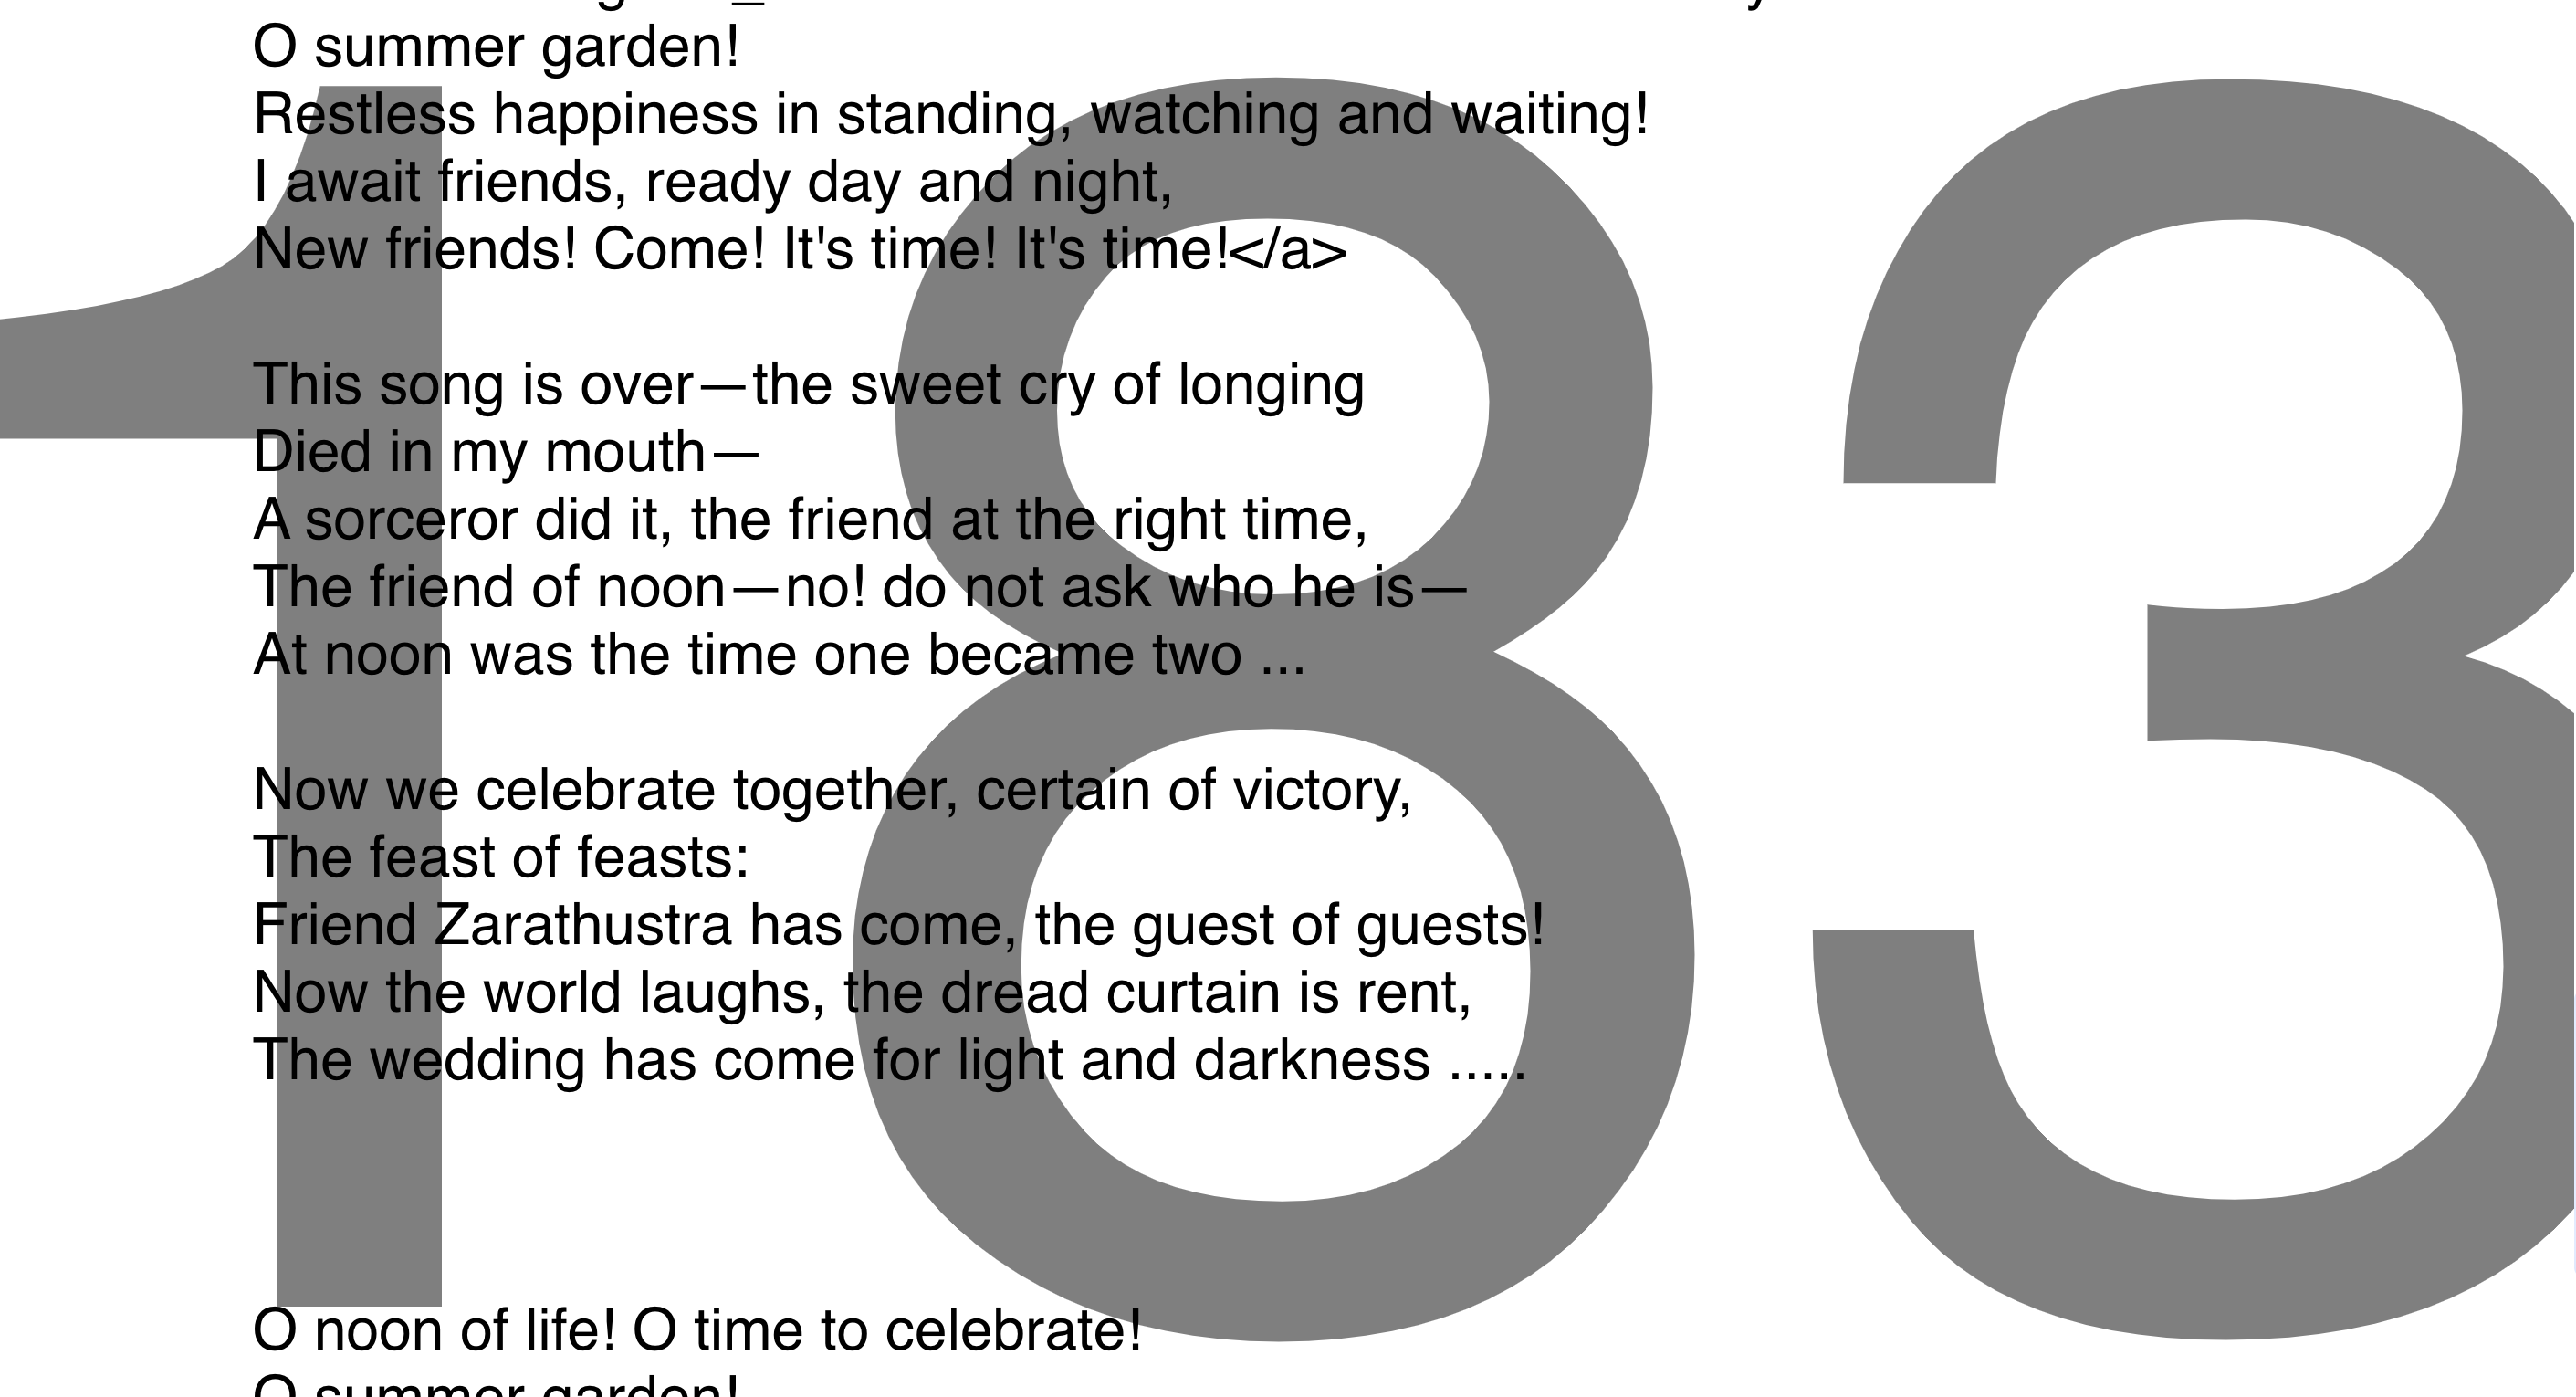 O summer garden!
Restless happiness in standing, watching and waiting!
I await friends, ready day and night,
New friends! Come! It's time! It's time!</a>
This song is over—the sweet cry of longing
Died in my mouth—
A sorceror did it, the friend at the right time,
The friend of noon—no! do not ask who he is—
At noon was the time one became two ...
Now we celebrate together, certain of victory,
The feast of feasts:
Friend Zarathustra has come, the guest of guests!
Now the world laughs, the dread curtain is rent,
The wedding has come for light and darkness .....
O noon of life! O time to celebrate!
O summer garden!
183